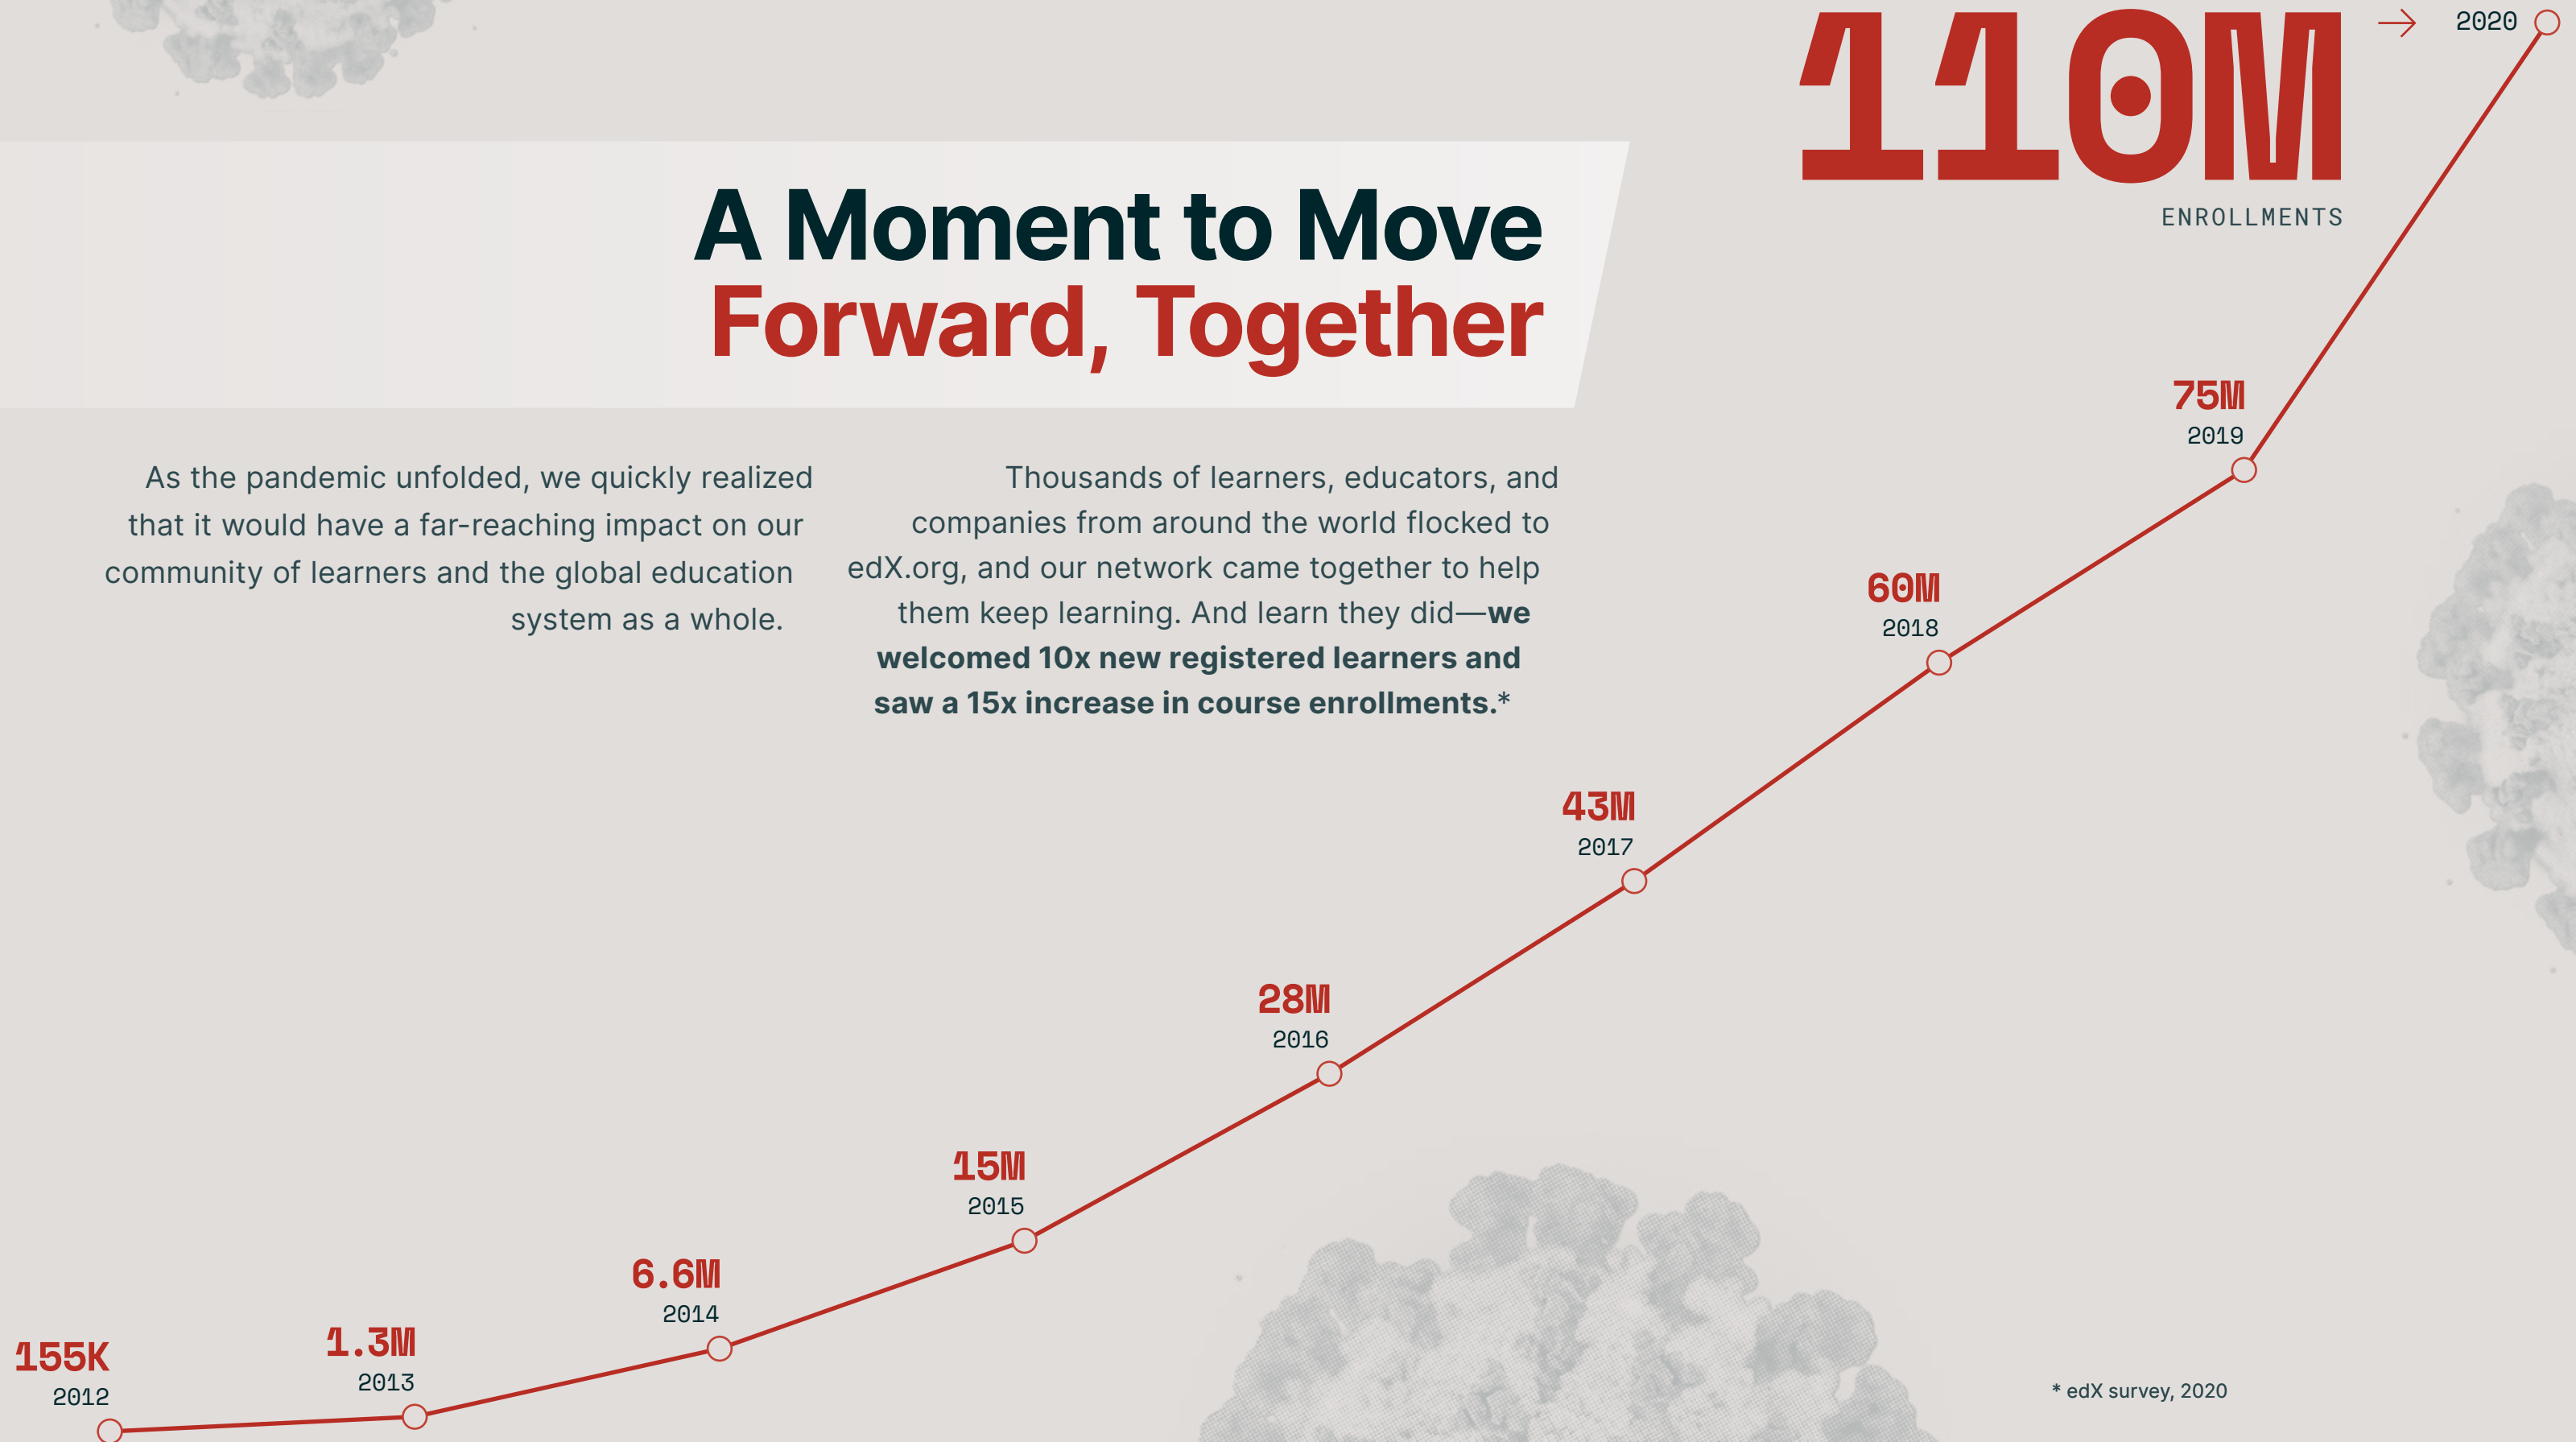 110M
→ 2020
ENROLLMENTS
A Moment to Move
Forward, Together
As the pandemic unfolded, we quickly realized
that it would have a far-reaching impact on our
community of learners and the global education
system as a whole.
Thousands of learners, educators, and
companies from around the world flocked to
edX.org, and our network came together to help
them keep learning. And learn they did—we
welcomed 10x new registered learners and
saw a 15x increase in course enrollments.*
75M
2019
60M
2018
43M
2017
28M
2016
15M
2015
6.6M
2014
1.3M
2013
155K
2012
* edX survey, 2020